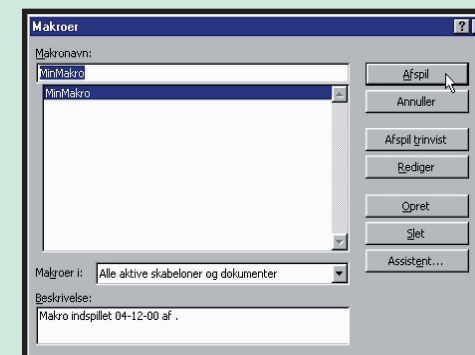 Makroer
Makronavn:
MinMakro
MinMakro
Afspil
Annuller
Afspil trinvist
Rediger
Opret
Slet
Assistent...
Makroer i: Alle aktive skabeloner og dokumenter
Beskrivelse:
Makro indspillet 04-12-00 af .